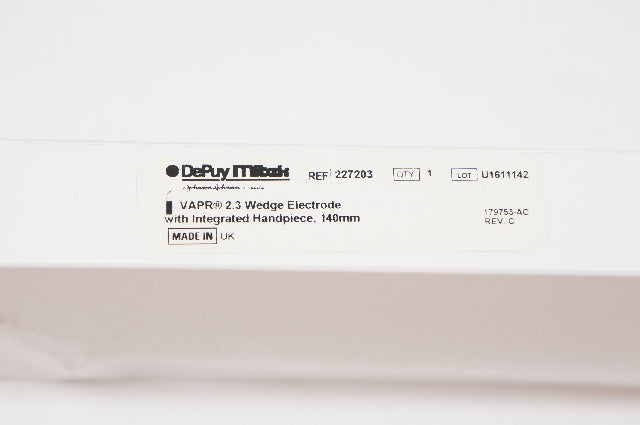 DePuy Mitek REF 227203 QTY 1 LOT U1611142
VAPR® 2.3 Wedge Electrode
with Integrated Handpiece, 140mm
179753-AC
REV. C
MADE IN UK